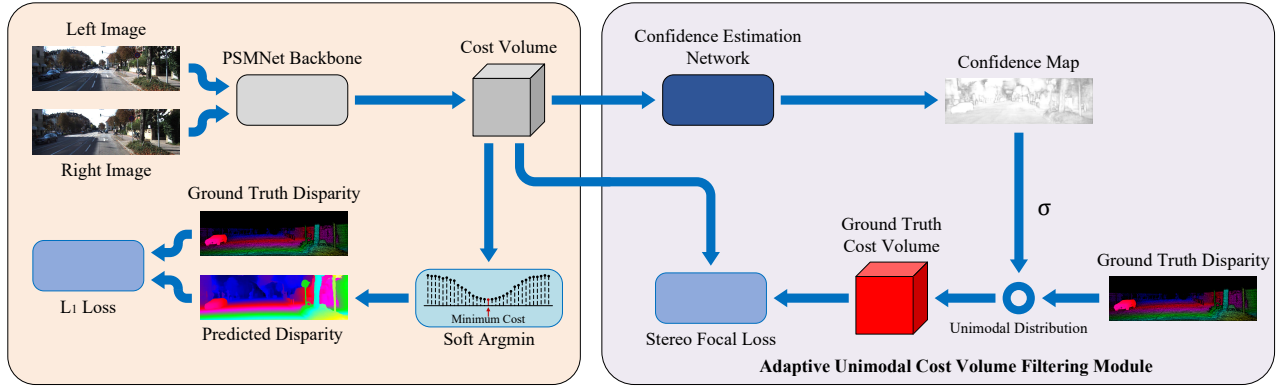 Left Image
PSMNet Backbone
Cost Volume
Right Image
Ground Truth Disparity
L1 Loss
Predicted Disparity
Minimum Cost
Soft Argmin
Confidence Estimation
Network
Confidence Map
σ
Ground Truth
Cost Volume
Ground Truth Disparity
Stereo Focal Loss
Unimodal Distribution
Adaptive Unimodal Cost Volume Filtering Module